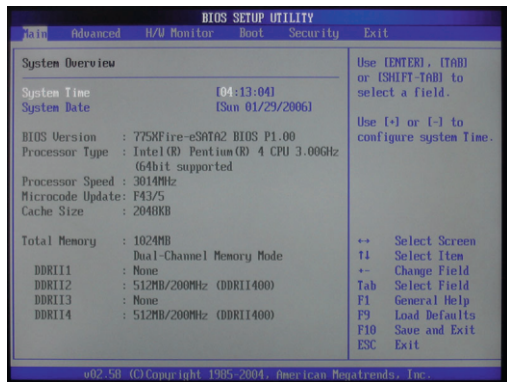 BIOS SETUP UTILITY
Main Advanced H/W Monitor Boot Security Exit
System Overview
System Time [04:13:04]
System Date [Sun 01/29/2006]
BIOS Version : 775XFire-eSATA2 BIOS P1.00
Processor Type : Intel(R) Pentium(R) 4 CPU 3.00GHz
(64bit supported
Processor Speed : 3014MHz
Microcode Update: F43/5
Cache Size : 2048KB
Total Memory : 1024MB
Dual-Channel Memory Mode
DDRII1 : None
DDRII2 : 512MB/200MHz (DDRII400)
DDRII3 : None
DDRII4 : 512MB/200MHz (DDRII400)
Use [ENTER], [TAB]
or [SHIFT-TAB] to
select a field.
Use [+] or [-] to
configure system Time.
↔ Select Screen
↑↓ Select Item
+- Change Field
Tab Select Field
F1 General Help
F9 Load Defaults
F10 Save and Exit
ESC Exit
v02.58 (C)Copyright 1985-2004, American Megatrends, Inc.